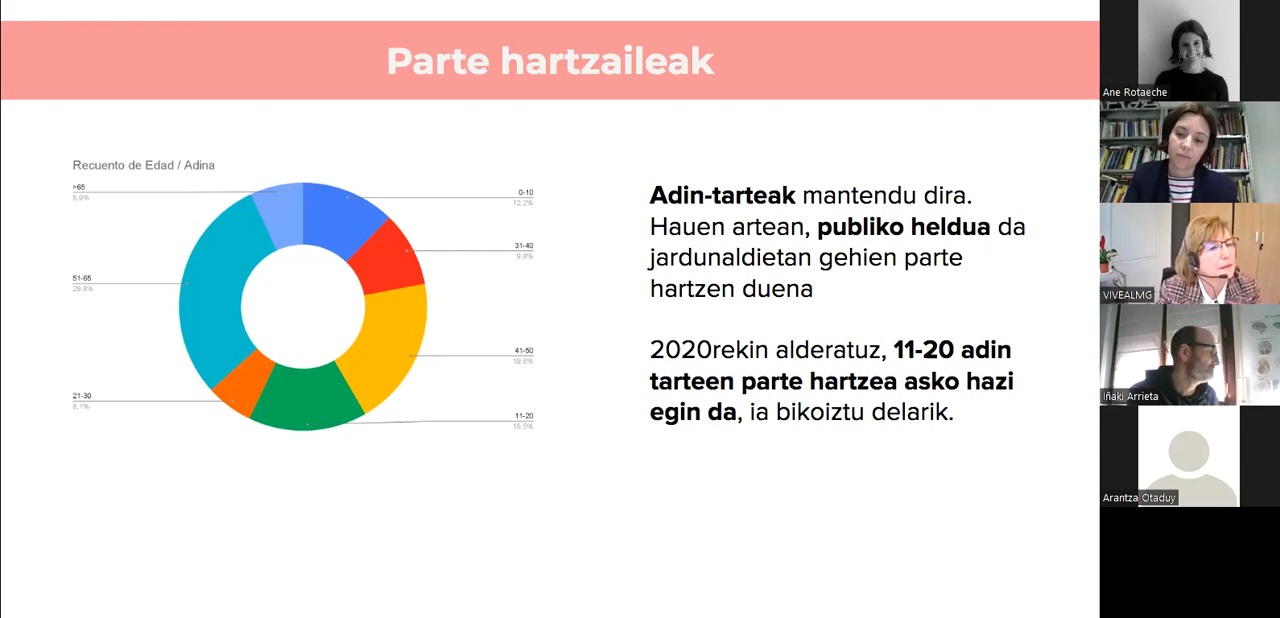 Parte hartzaileak
Recuento de Edad / Adina
>65
6,9%
0-10
12.2%
31-40
9.8%
51-65
29.8%
41-50
19.6%
21-30
6,1%
11-20
15,5%
Adin-tarteak mantendu dira.
Hauen artean, publiko heldua da
jardunaldietan gehien parte
hartzen duena
2020rekin alderatuz, 11-20 adin
tarteen parte hartzea asko hazi
egin da, ia bikoiztu delarik.
Ane Rotaeche
VIVEALMG
Iñaki Arrieta
Arantza Otaduy